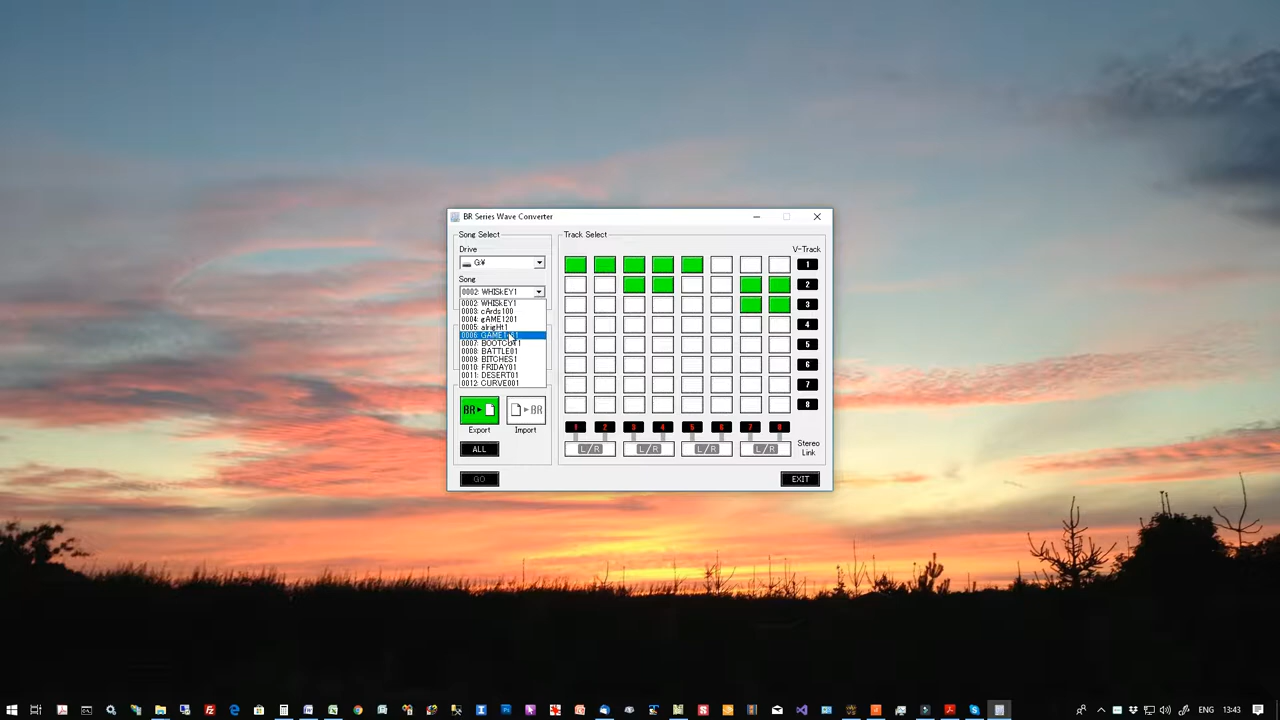 BR Series Wave Converter
Song Select
Drive
G:¥
Song
0002: WHISkEY1
0002: WHISkEY1
0003: cArds100
0004: gAME1201
0005: alrigHt1
0007: BOOTCUT1
0008: BATTLE01
0009: BITCHES1
0010: FRIDAY01
0011: DESERT01
0012: CURVE001
BR
BR
Export
Import
ALL
GO
Track Select
V-Track
1
2
3
4
5
6
7
8
1 2 3 4 5 6 7 8
L/R L/R L/R L/R
Stereo
Link
EXIT
ENG
13:43